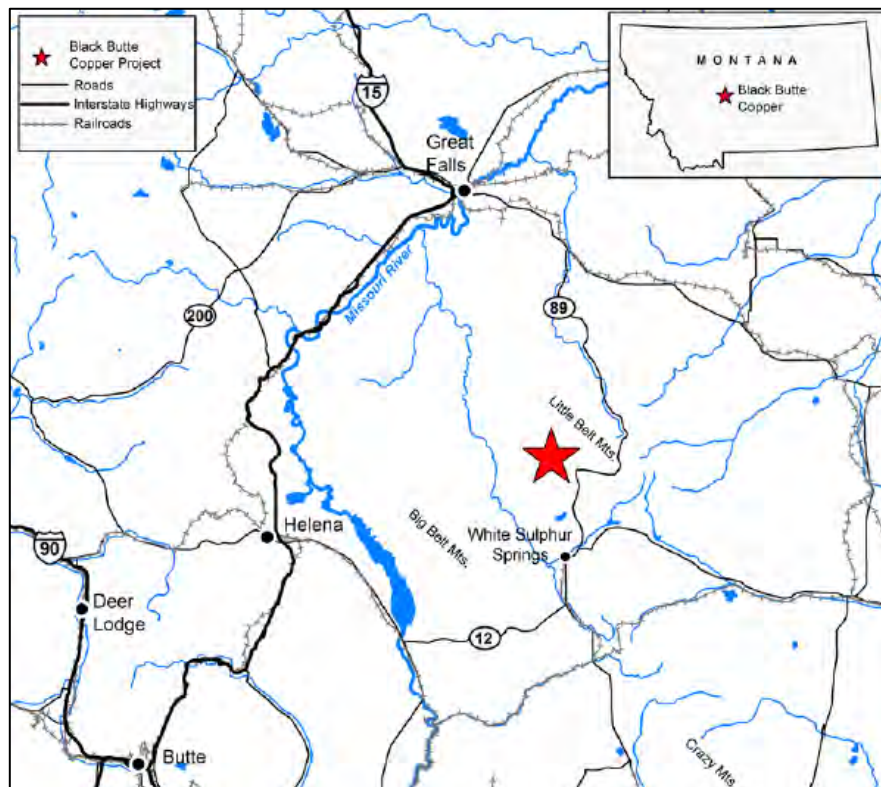 Black Butte
Copper Project
Roads
Interstate Highways
Railroads
MONTANA
Black Butte
Copper
15
Great
Falls
Missouri River
200
89
Little Belt Mts.
Helena
Big Belt Mts.
White Sulphur
Springs
90
Deer
Lodge
12
Butte
Crazy Mts.